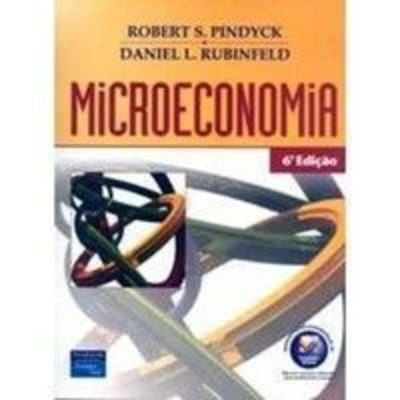 ROBERT S. PINDYCK
DANIEL L. RUBINFELD
MiCROECONOMiA
6ª Edição